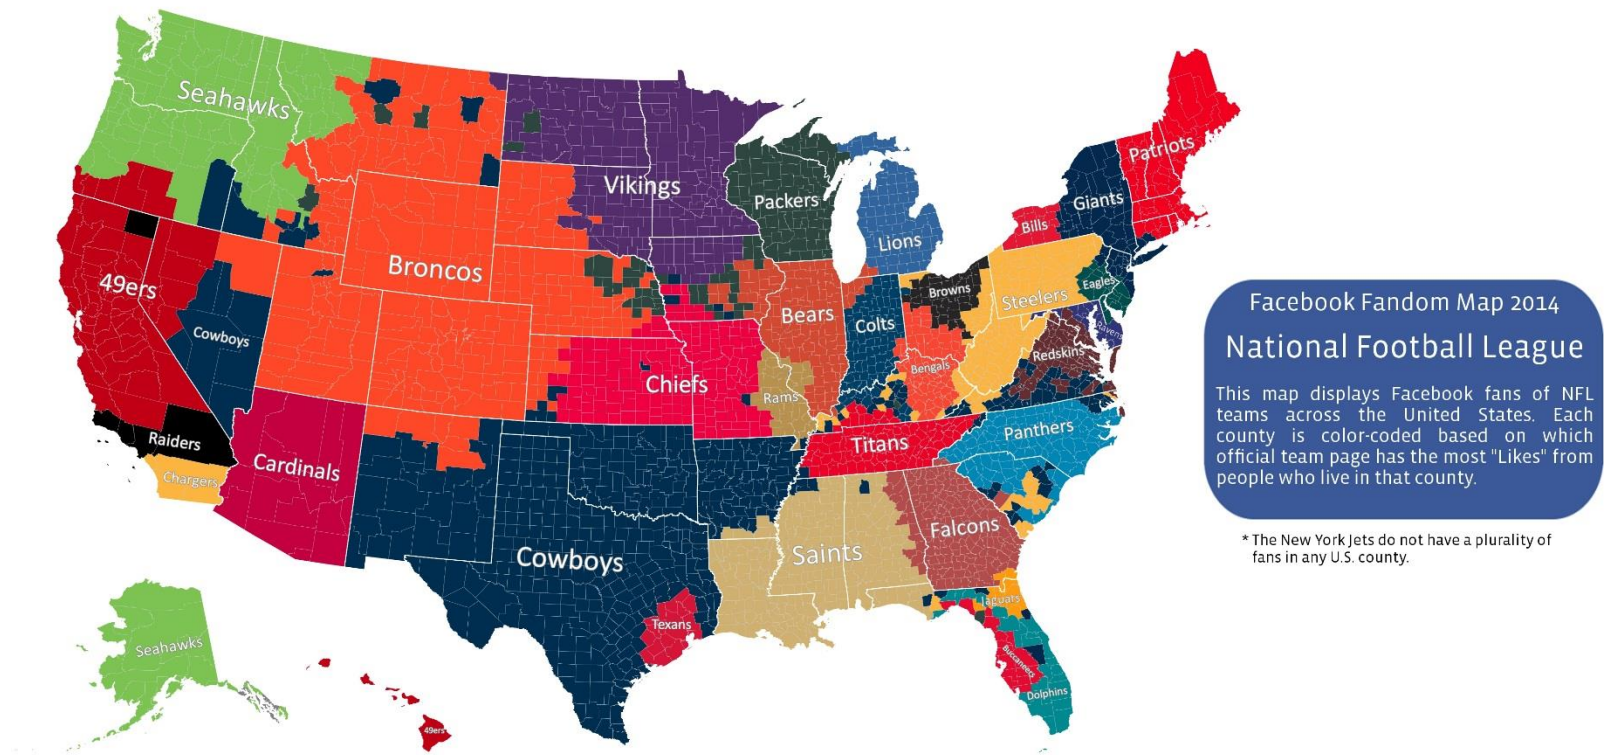 Seahawks
Vikings
Packers
Patriots
Giants
Bills
Lions
Broncos
49ers
Cowboys
Browns
Steelers
Eagles
Bears
Colts
Ravens
Redskins
Bengals
Chiefs
Rams
Raiders
Chargers
Cardinals
Titans
Panthers
Cowboys
Saints
Falcons
Texans
Jaguars
Buccaneers
Dolphins
Seahawks
49ers
Facebook Fandom Map 2014
National Football League
This map displays Facebook fans of NFL
teams across the United States. Each
county is color-coded based on which
official team page has the most "Likes" from
people who live in that county.
* The New York Jets do not have a plurality of
fans in any U.S. county.